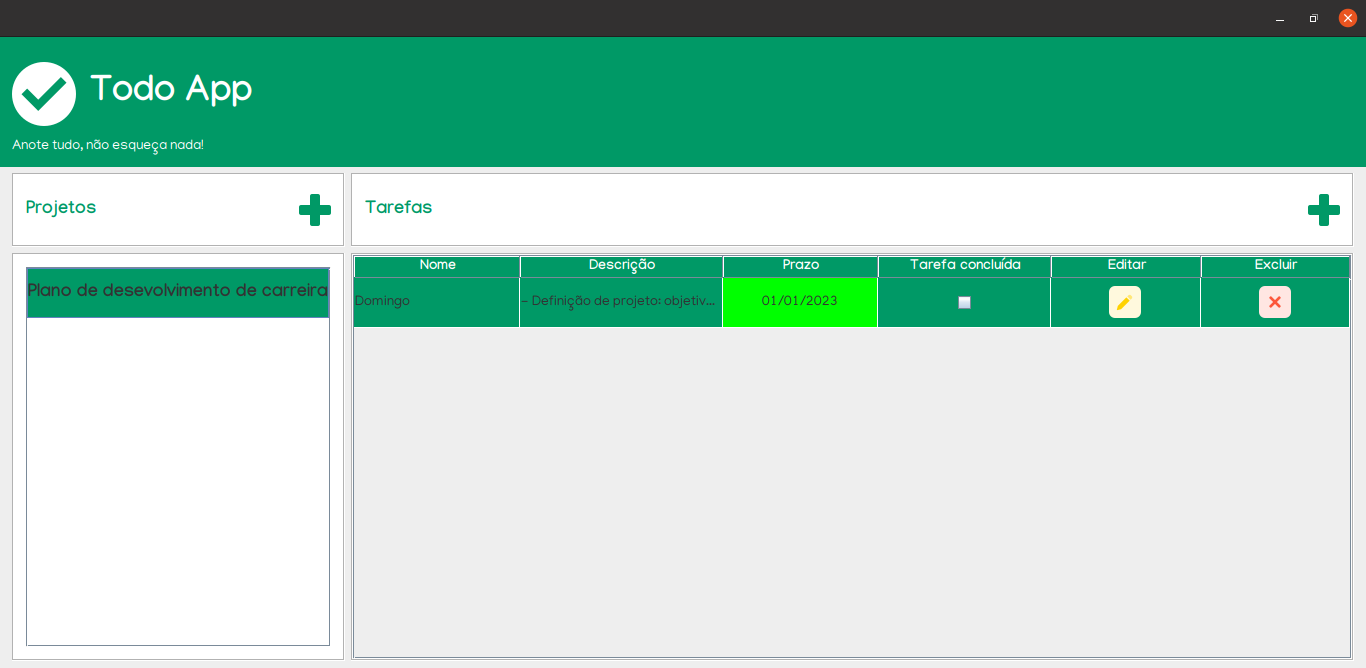 Todo App
Anote tudo, não esqueça nada!
Projetos
Tarefas
Plano de desevolvimento de carreira
Nome Descrição Prazo Tarefa concluída Editar Excluir
Domingo - Definição de projeto: objetiv... 01/01/2023